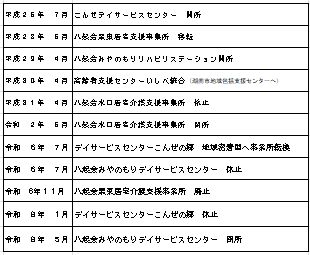 平成２６年　７月　こんぜデイサービスセンター　開所
平成２８年　５月　八起会栗東居宅支援事業所　移転
平成２９年　４月　八起会みやのもりリハビリステーション開所
平成３０年　４月　高齢者支援センターいしべ統合（湖南市地域包括支援センターへ）
平成３１年　４月　八起会水口居宅介護支援事業所　休止
令和　２年　６月　八起会水口居宅介護支援事業所　閉所
令和　６年　７月　デイサービスセンターこんぜの郷　地域密着型へ事業所転換
令和　６年　７月　八起会みやのもりデイサービスセンター　休止
令和　６年１１月　八起会栗東居宅介護支援事業所　廃止
令和　８年　１月　デイサービスセンターこんぜの郷　休止
令和　８年　５月　八起会みやのもりデイサービスセンター　閉所